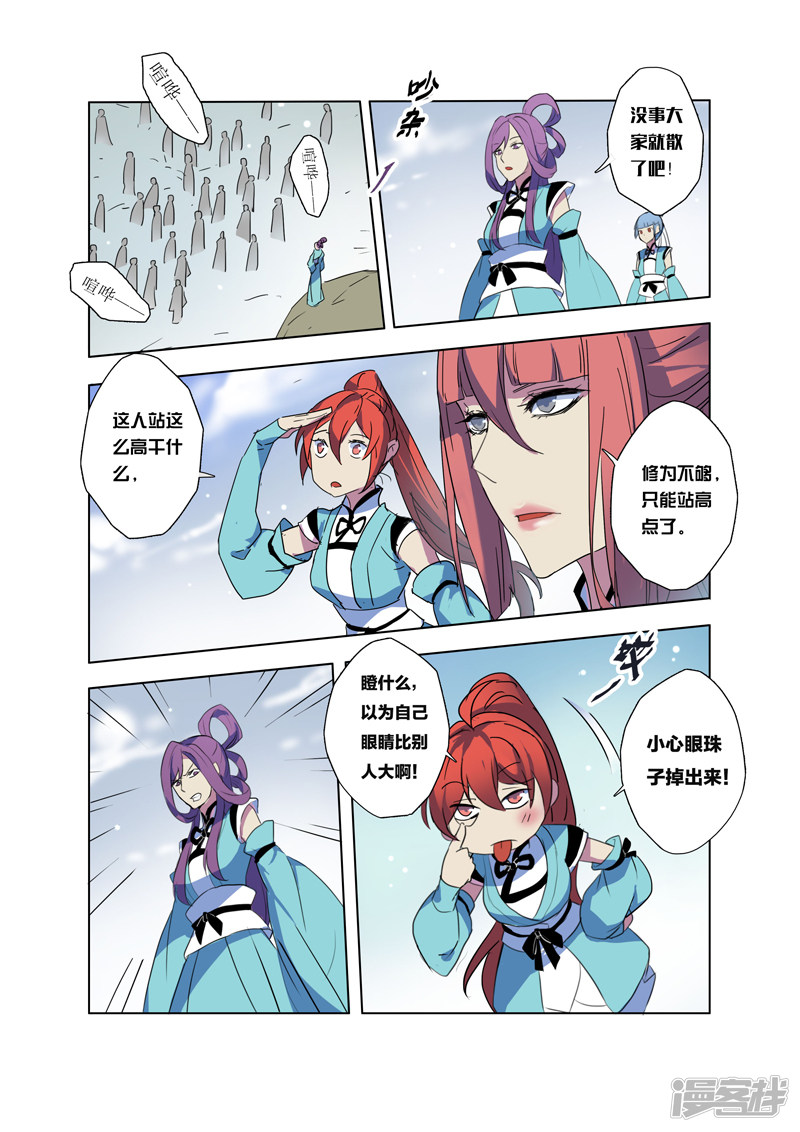 喧哗——
喧哗——
喧哗——
吵杂
没事大
家就散
了吧！
这人站这
么高干什
么，
修为不够，
只能站高
点了。
瞪什么，
以为自己
眼睛比别
人大啊！
小心眼珠
子掉出来！
漫客栈